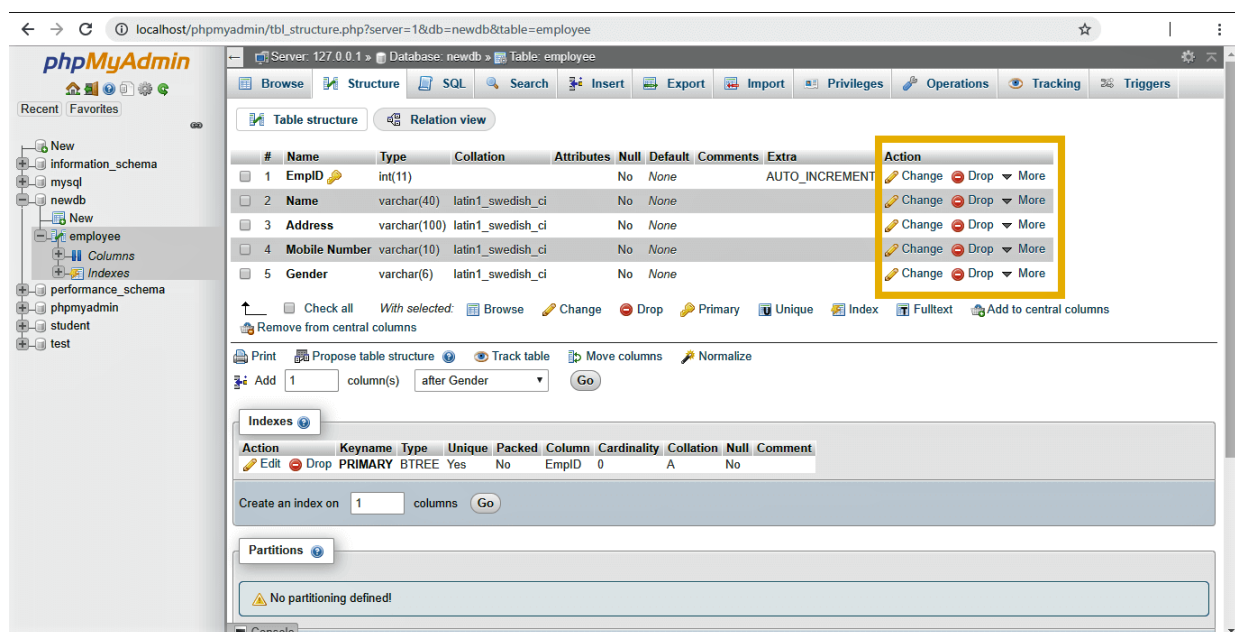 localhost/phpmyadmin/tbl_structure.php?server=1&db=newdb&table=employee
phpMyAdmin
Recent Favorites
New
information_schema
mysql
newdb
New
employee
Columns
Indexes
performance_schema
phpmyadmin
student
test
Server: 127.0.0.1 » Database: newdb » Table: employee
Browse Structure SQL Search Insert Export Import Privileges Operations Tracking Triggers
Table structure Relation view
# Name Type Collation Attributes Null Default Comments Extra Action
1 EmpID int(11) No None AUTO_INCREMENT Change Drop More
2 Name varchar(40) latin1_swedish_ci No None Change Drop More
3 Address varchar(100) latin1_swedish_ci No None Change Drop More
4 Mobile Number varchar(10) latin1_swedish_ci No None Change Drop More
5 Gender varchar(6) latin1_swedish_ci No None Change Drop More
Check all With selected: Browse Change Drop Primary Unique Index Fulltext Add to central columns
Remove from central columns
Print Propose table structure Track table Move columns Normalize
Add 1 column(s) after Gender Go
Indexes
Action Keyname Type Unique Packed Column Cardinality Collation Null Comment
Edit Drop PRIMARY BTREE Yes No EmpID 0 A No
Create an index on 1 columns Go
Partitions
No partitioning defined!
Console